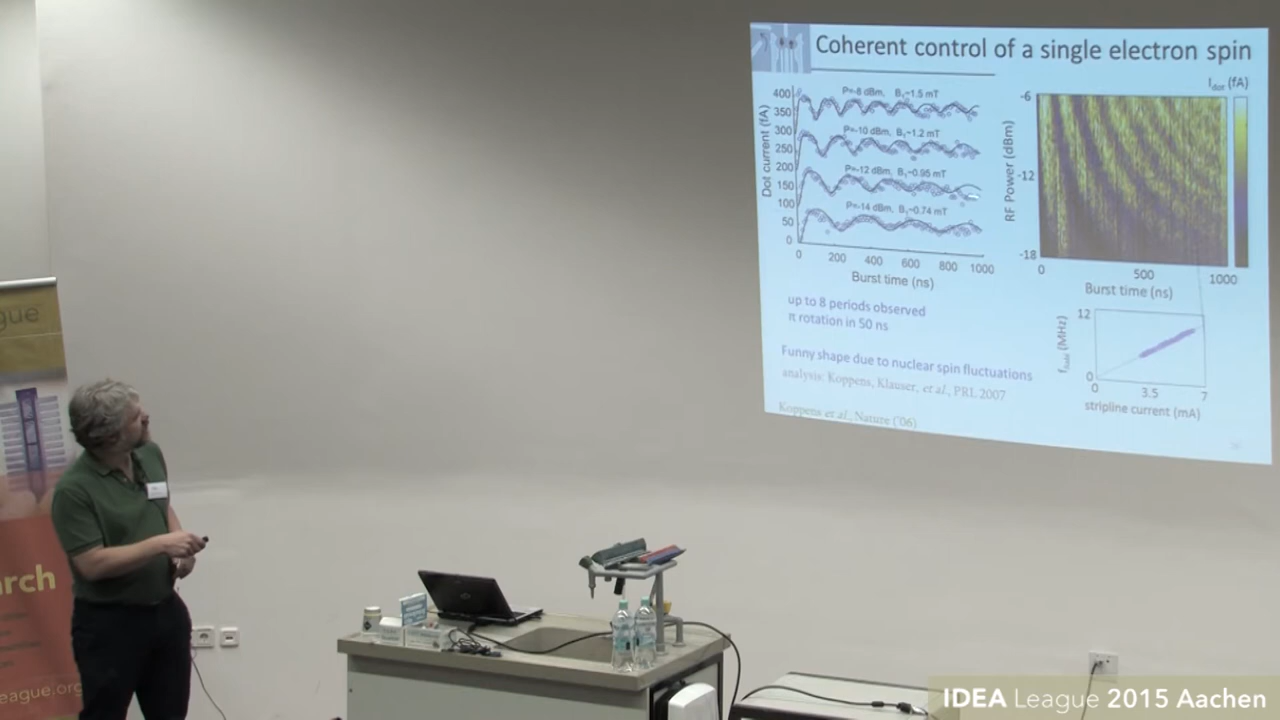 Coherent control of a single electron spin
Dot current (fA)
400
350
300
250
200
150
100
50
0
P=-8 dBm, B1~1.5 mT
P=-10 dBm, B1~1.2 mT
P=-12 dBm, B1~0.95 mT
P=-14 dBm, B1~0.74 mT
0 200 400 600 800 1000
Burst time (ns)
up to 8 periods observed
π rotation in 50 ns
Funny shape due to nuclear spin fluctuations
analysis: Koppens, Klauser, et al., PRL 2007
Koppens et al., Nature ('06)
Idot (fA)
RF Power (dBm)
-6
-12
-18
0 500 1000
Burst time (ns)
(MHz)
12
0
0 3.5 7
stripline current (mA)
gue
rch
eague.org
IDEA League 2015 Aachen